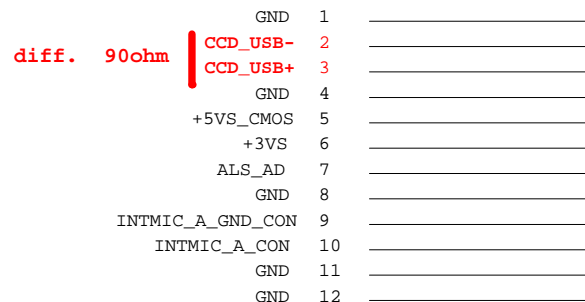 GND 1
CCD_USB- 2
diff. 90ohm
CCD_USB+ 3
GND 4
+5VS_CMOS 5
+3VS 6
ALS_AD 7
GND 8
INTMIC_A_GND_CON 9
INTMIC_A_CON 10
GND 11
GND 12